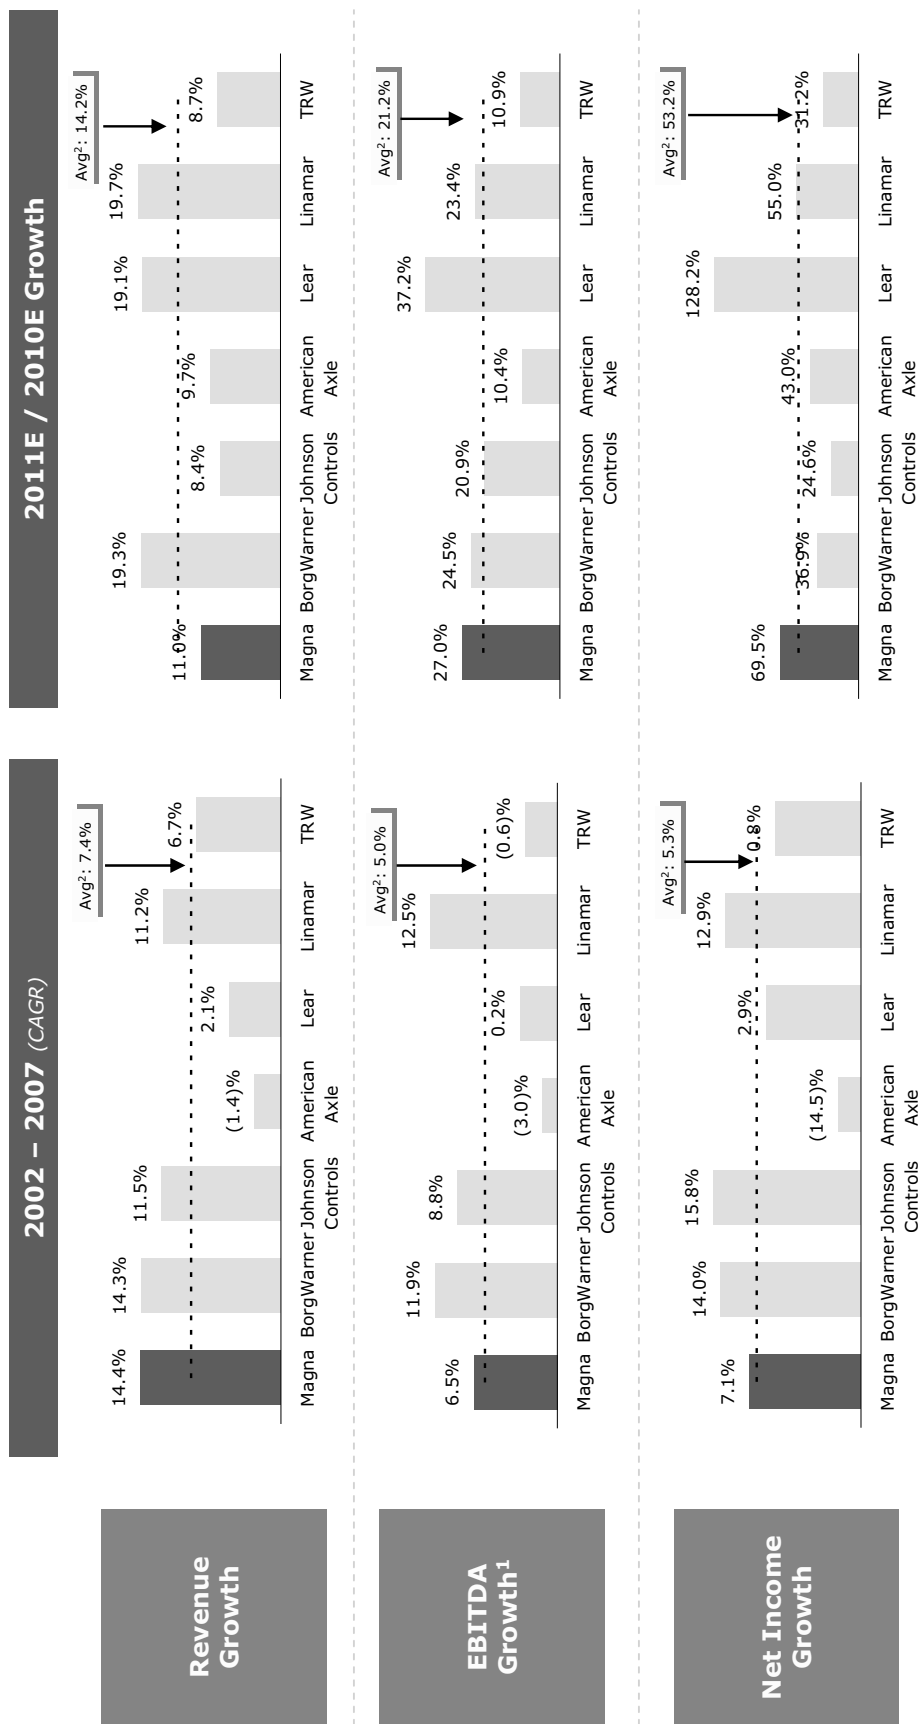 2002 – 2007 (CAGR)
2011E / 2010E Growth
Revenue
Growth
14.4%
14.3%
11.5%
(1.4)%
2.1%
11.2%
6.7%
Avg²: 7.4%
Magna
BorgWarner
Johnson
Controls
American
Axle
Lear
Linamar
TRW
11.0%
19.3%
8.4%
9.7%
19.1%
19.7%
8.7%
Avg²: 14.2%
Magna
BorgWarner
Johnson
Controls
American
Axle
Lear
Linamar
TRW
EBITDA
Growth¹
6.5%
11.9%
8.8%
(3.0)%
0.2%
12.5%
(0.6)%
Avg²: 5.0%
Magna
BorgWarner
Johnson
Controls
American
Axle
Lear
Linamar
TRW
27.0%
24.5%
20.9%
10.4%
37.2%
23.4%
10.9%
Avg²: 21.2%
Magna
BorgWarner
Johnson
Controls
American
Axle
Lear
Linamar
TRW
Net Income
Growth
7.1%
14.0%
15.8%
(14.5)%
2.9%
12.9%
0.8%
Avg²: 5.3%
Magna
BorgWarner
Johnson
Controls
American
Axle
Lear
Linamar
TRW
69.5%
36.9%
24.6%
43.0%
128.2%
55.0%
31.2%
Avg²: 53.2%
Magna
BorgWarner
Johnson
Controls
American
Axle
Lear
Linamar
TRW